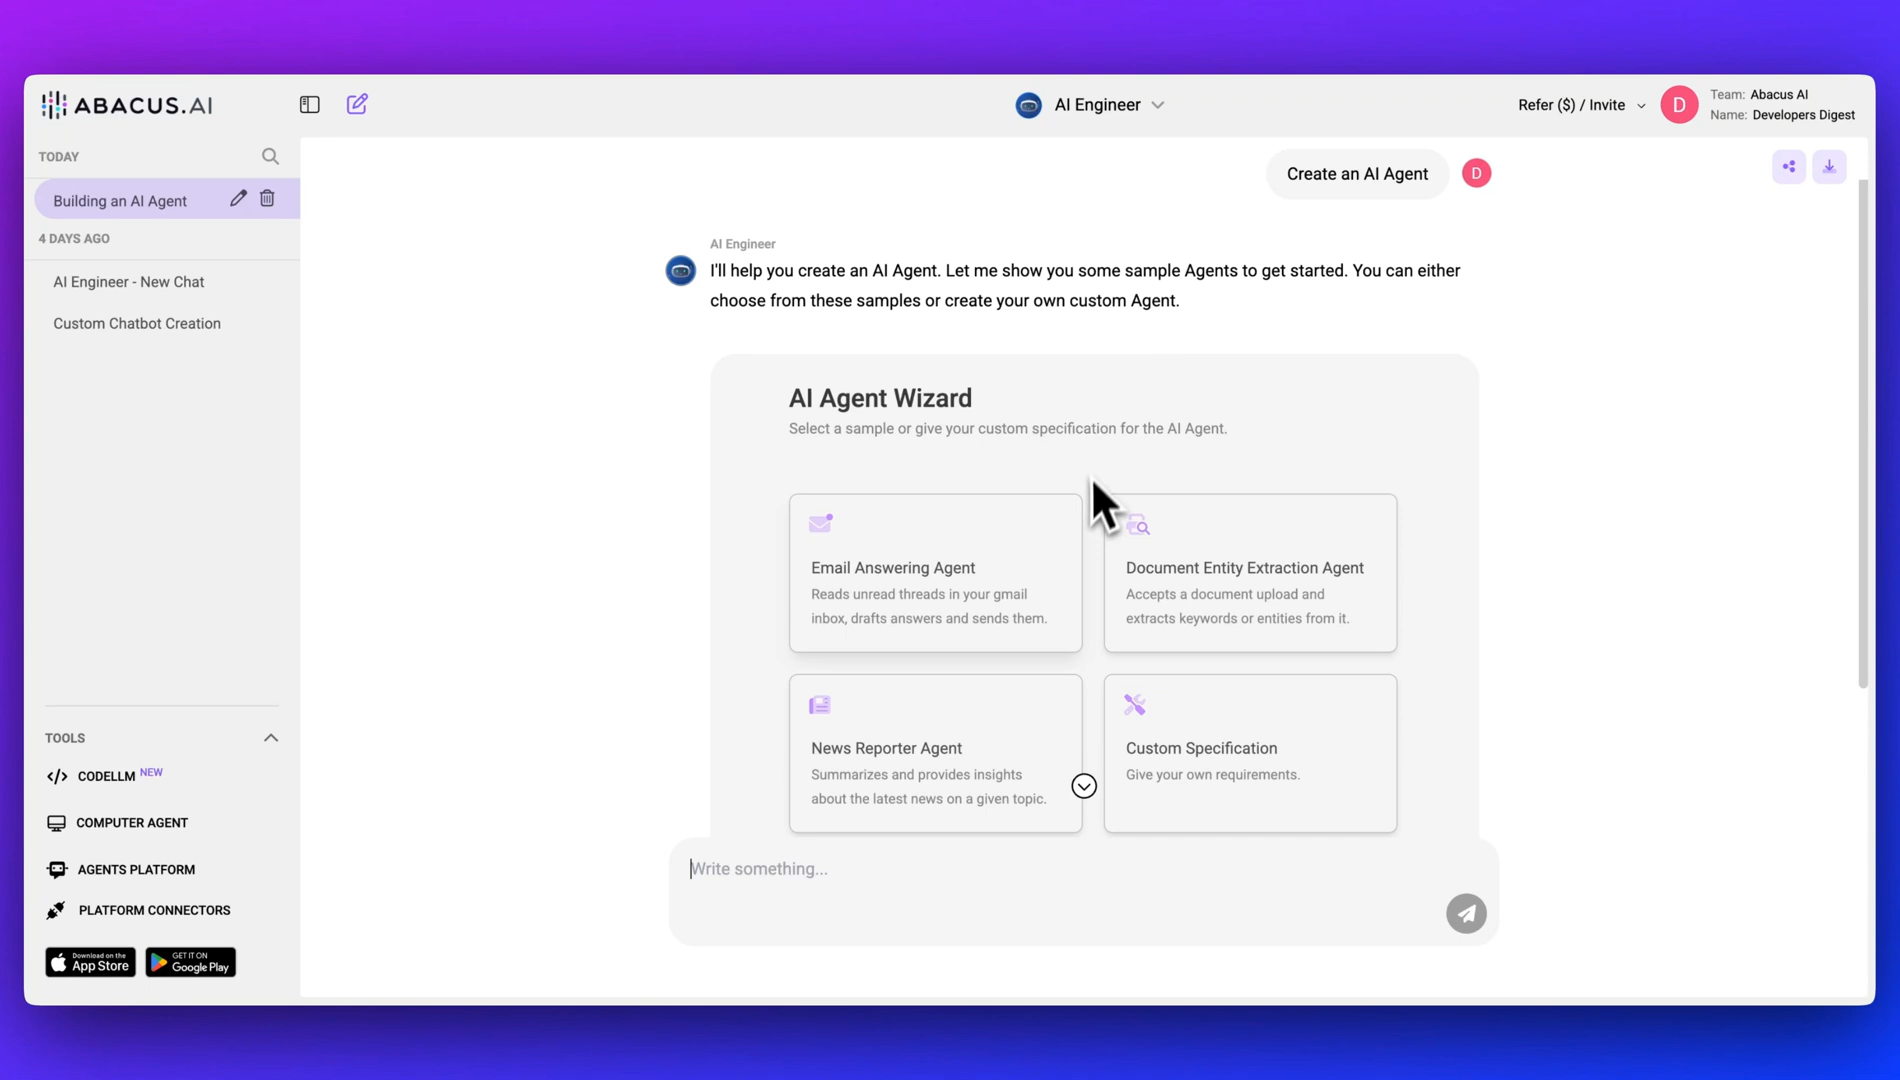 ABACUS.AI
AI Engineer
Refer ($) / Invite
D
Team: Abacus AI
Name: Developers Digest
TODAY
Building an AI Agent
4 DAYS AGO
AI Engineer - New Chat
Custom Chatbot Creation
Create an AI Agent
D
AI Engineer
I'll help you create an AI Agent. Let me show you some sample Agents to get started. You can either
choose from these samples or create your own custom Agent.
AI Agent Wizard
Select a sample or give your custom specification for the AI Agent.
Email Answering Agent
Reads unread threads in your gmail
inbox, drafts answers and sends them.
Document Entity Extraction Agent
Accepts a document upload and
extracts keywords or entities from it.
News Reporter Agent
Summarizes and provides insights
about the latest news on a given topic.
Custom Specification
Give your own requirements.
Write something...
TOOLS
CODELLM NEW
COMPUTER AGENT
AGENTS PLATFORM
PLATFORM CONNECTORS
Download on the
App Store
GET IT ON
Google Play